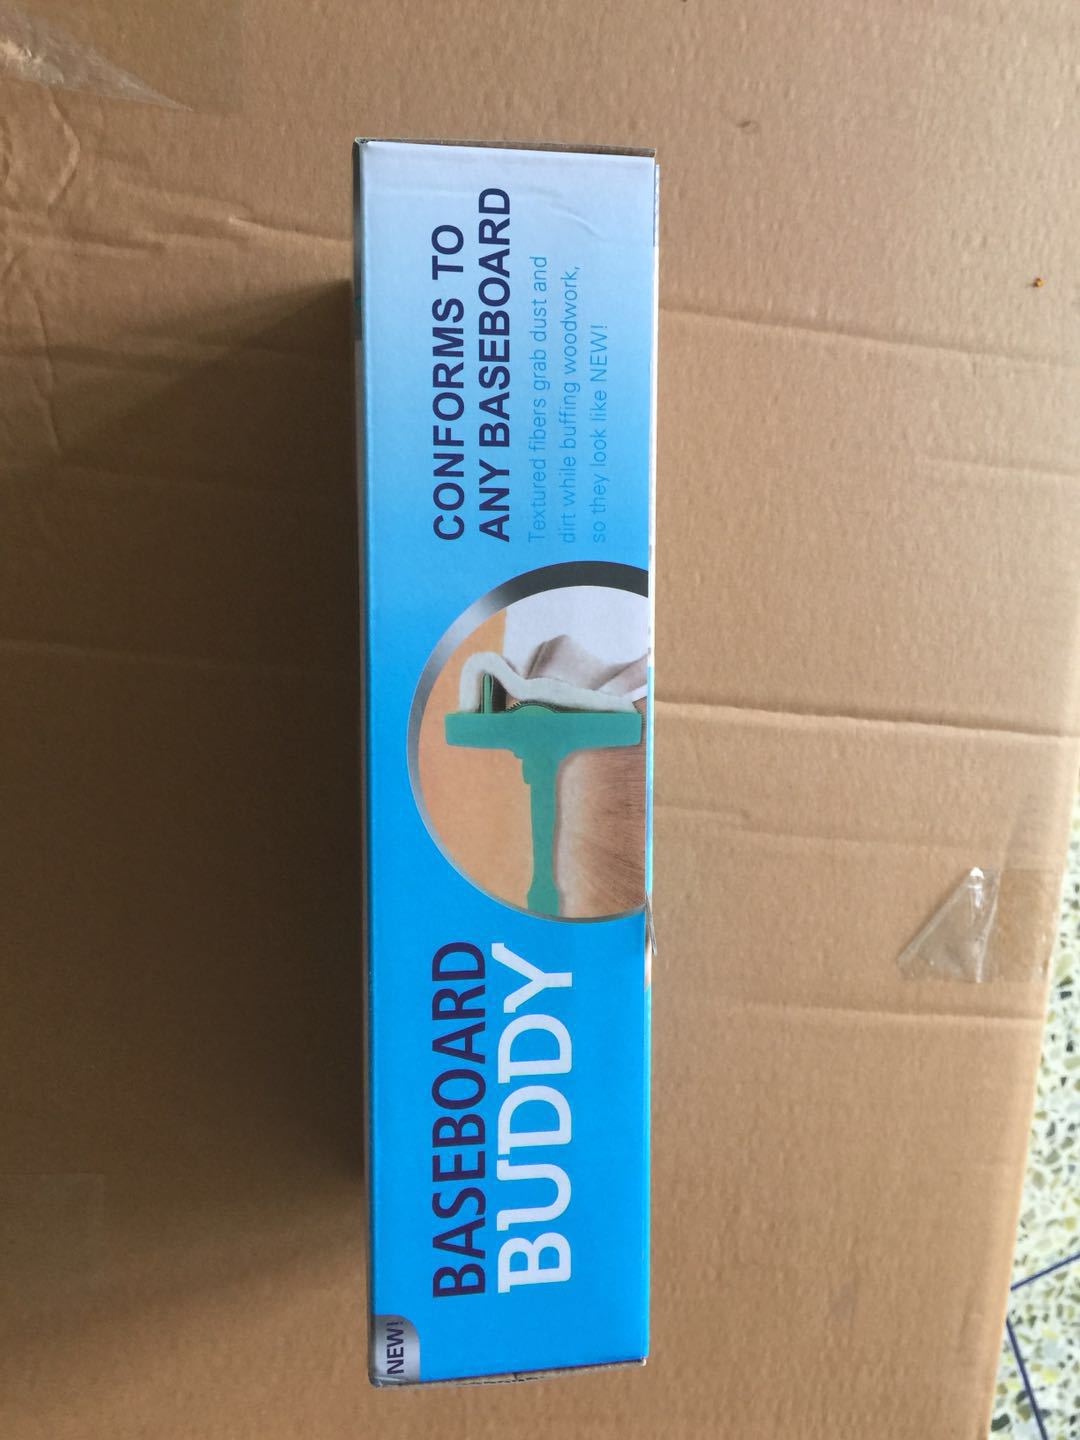 NEW!
BASEBOARD
BUDDY
CONFORMS TO
ANY BASEBOARD
Textured fibers grab dust and
dirt while buffing woodwork,
so they look like NEW!